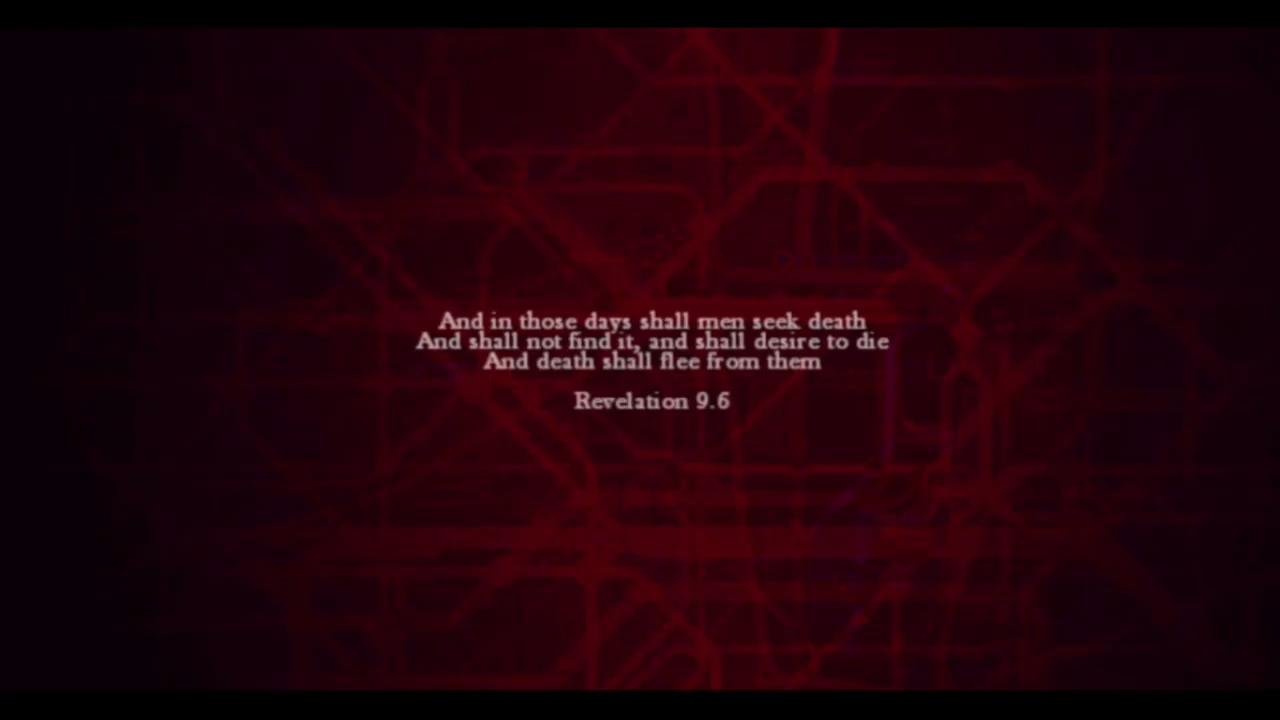 And in those days shall men seek death
And shall not find it, and shall desire to die
And death shall flee from them
Revelation 9.6